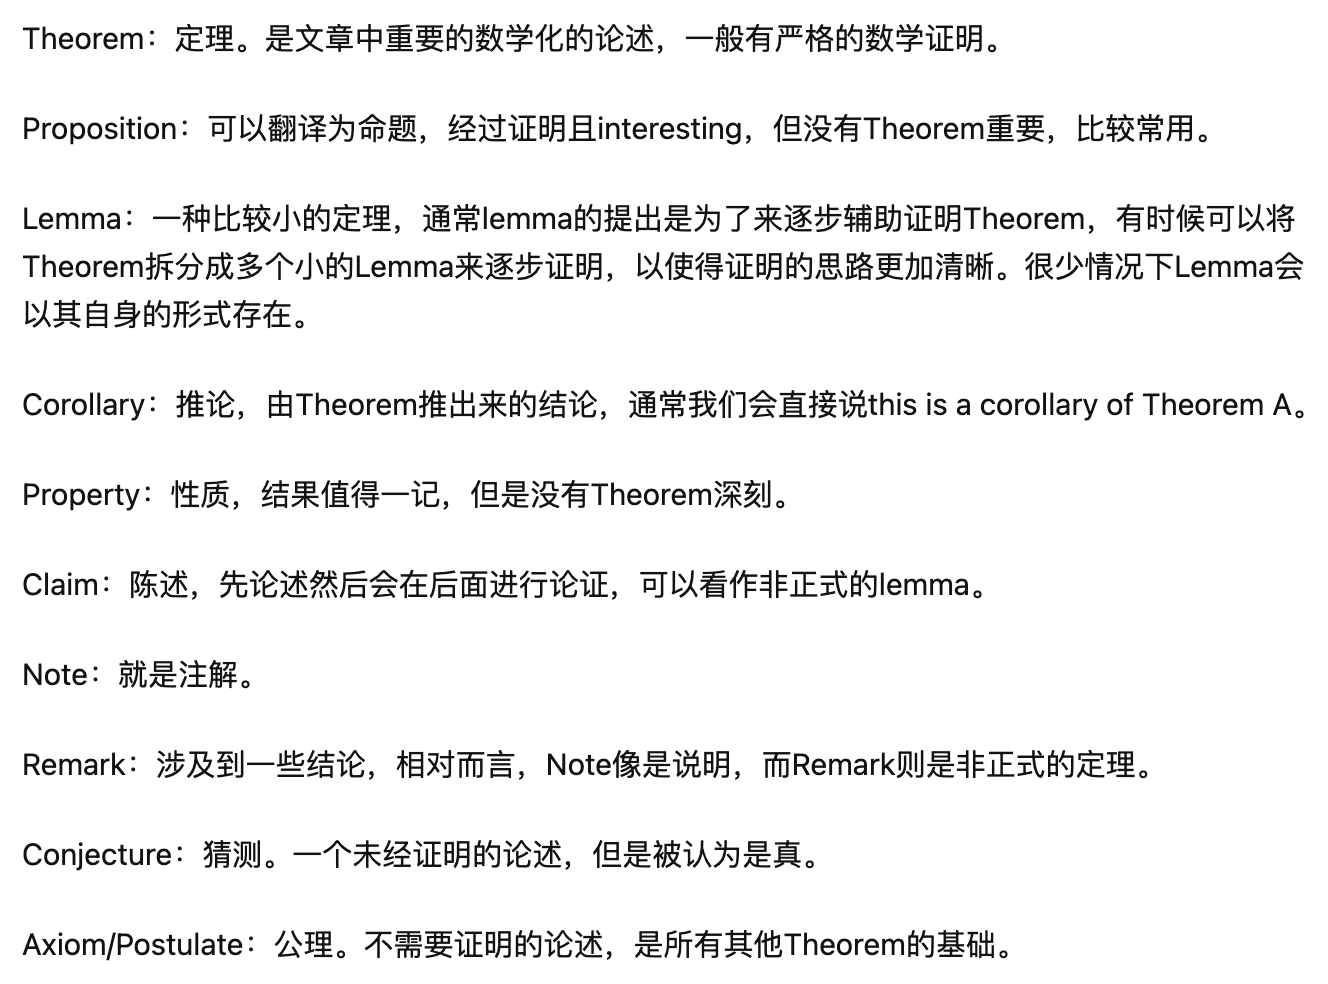 Theorem：定理。是文章中重要的数学化的论述，一般有严格的数学证明。
Proposition：可以翻译为命题，经过证明且interesting，但没有Theorem重要，比较常用。
Lemma：一种比较小的定理，通常lemma的提出是为了来逐步辅助证明Theorem，有时候可以将
Theorem拆分成多个小的Lemma来逐步证明，以使得证明的思路更加清晰。很少情况下Lemma会
以其自身的形式存在。
Corollary：推论，由Theorem推出来的结论，通常我们会直接说this is a corollary of Theorem A。
Property：性质，结果值得一记，但是没有Theorem深刻。
Claim：陈述，先论述然后会在后面进行论证，可以看作非正式的lemma。
Note：就是注解。
Remark：涉及到一些结论，相对而言，Note像是说明，而Remark则是非正式的定理。
Conjecture：猜测。一个未经证明的论述，但是被认为是真。
Axiom/Postulate：公理。不需要证明的论述，是所有其他Theorem的基础。